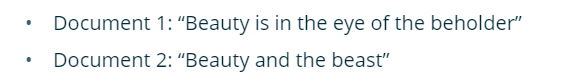 • Document 1: “Beauty is in the eye of the beholder”
• Document 2: “Beauty and the beast”